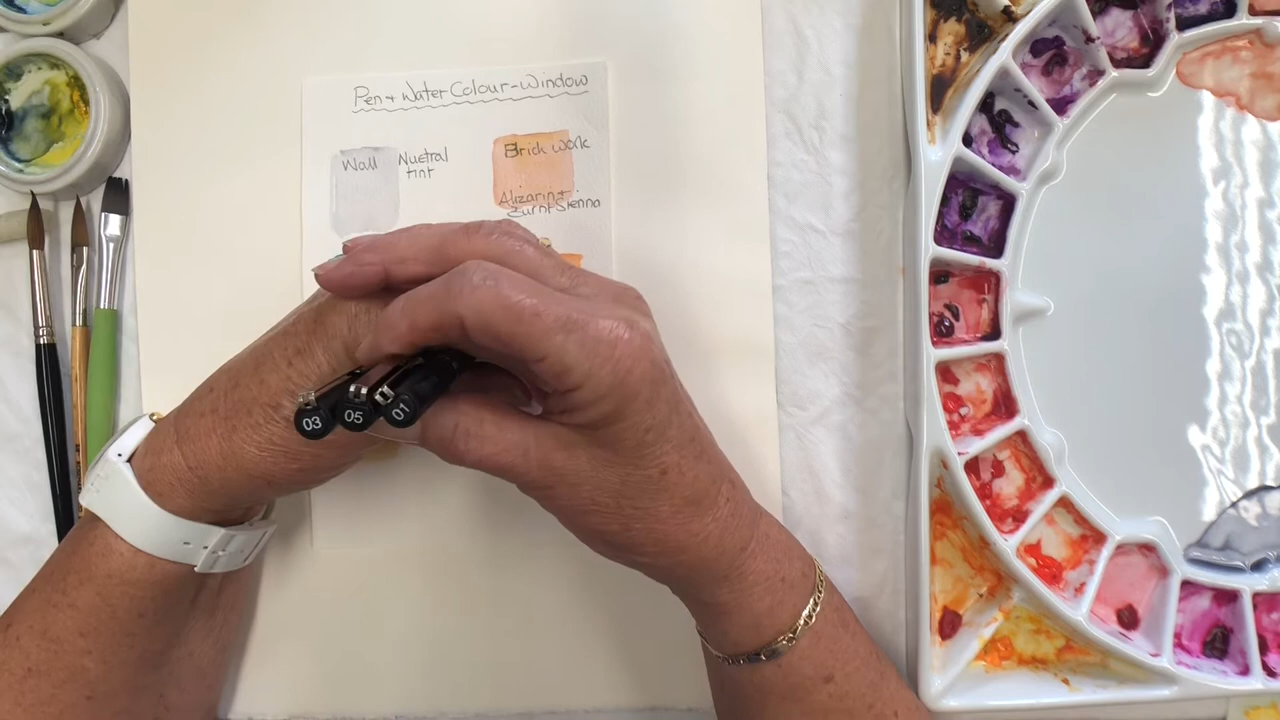 Pen + Water Colour - Window
Wall
Nuetral
tint
Brick Work
Alizarin +
Burnt Sienna
03
05
01